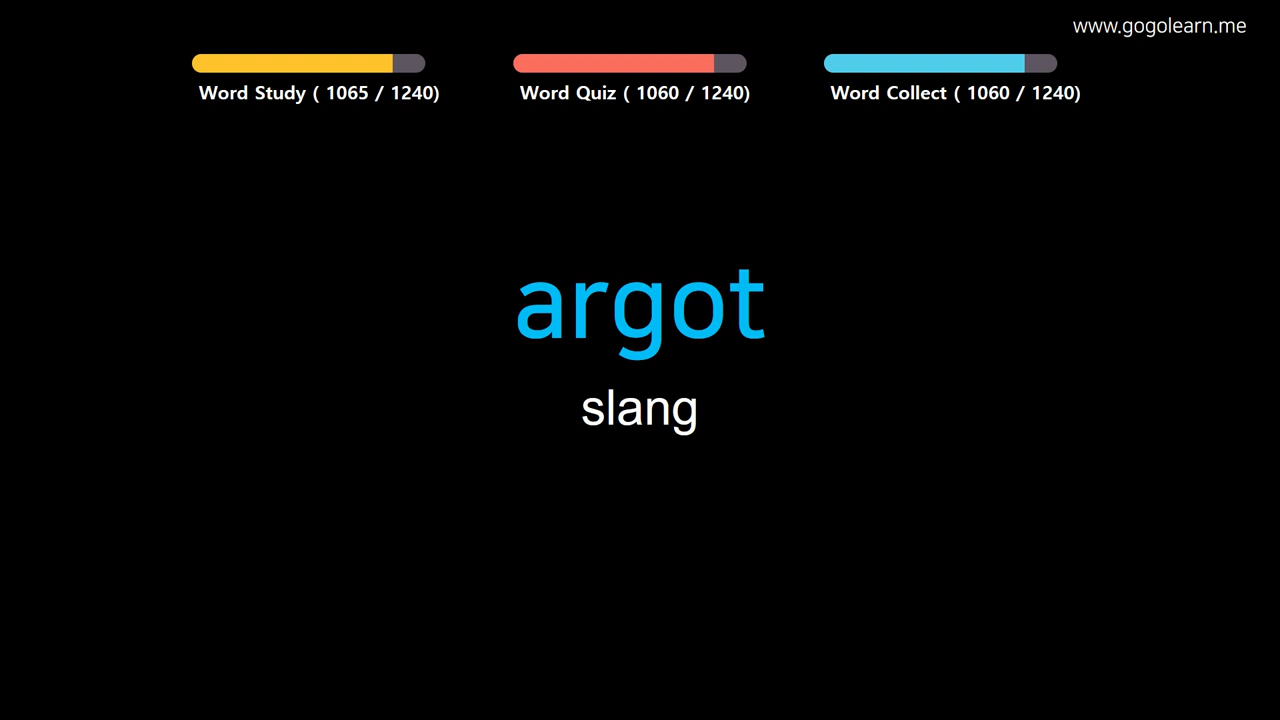 www.gogolearn.me
Word Study ( 1065 / 1240)
Word Quiz ( 1060 / 1240)
Word Collect ( 1060 / 1240)
argot
slang